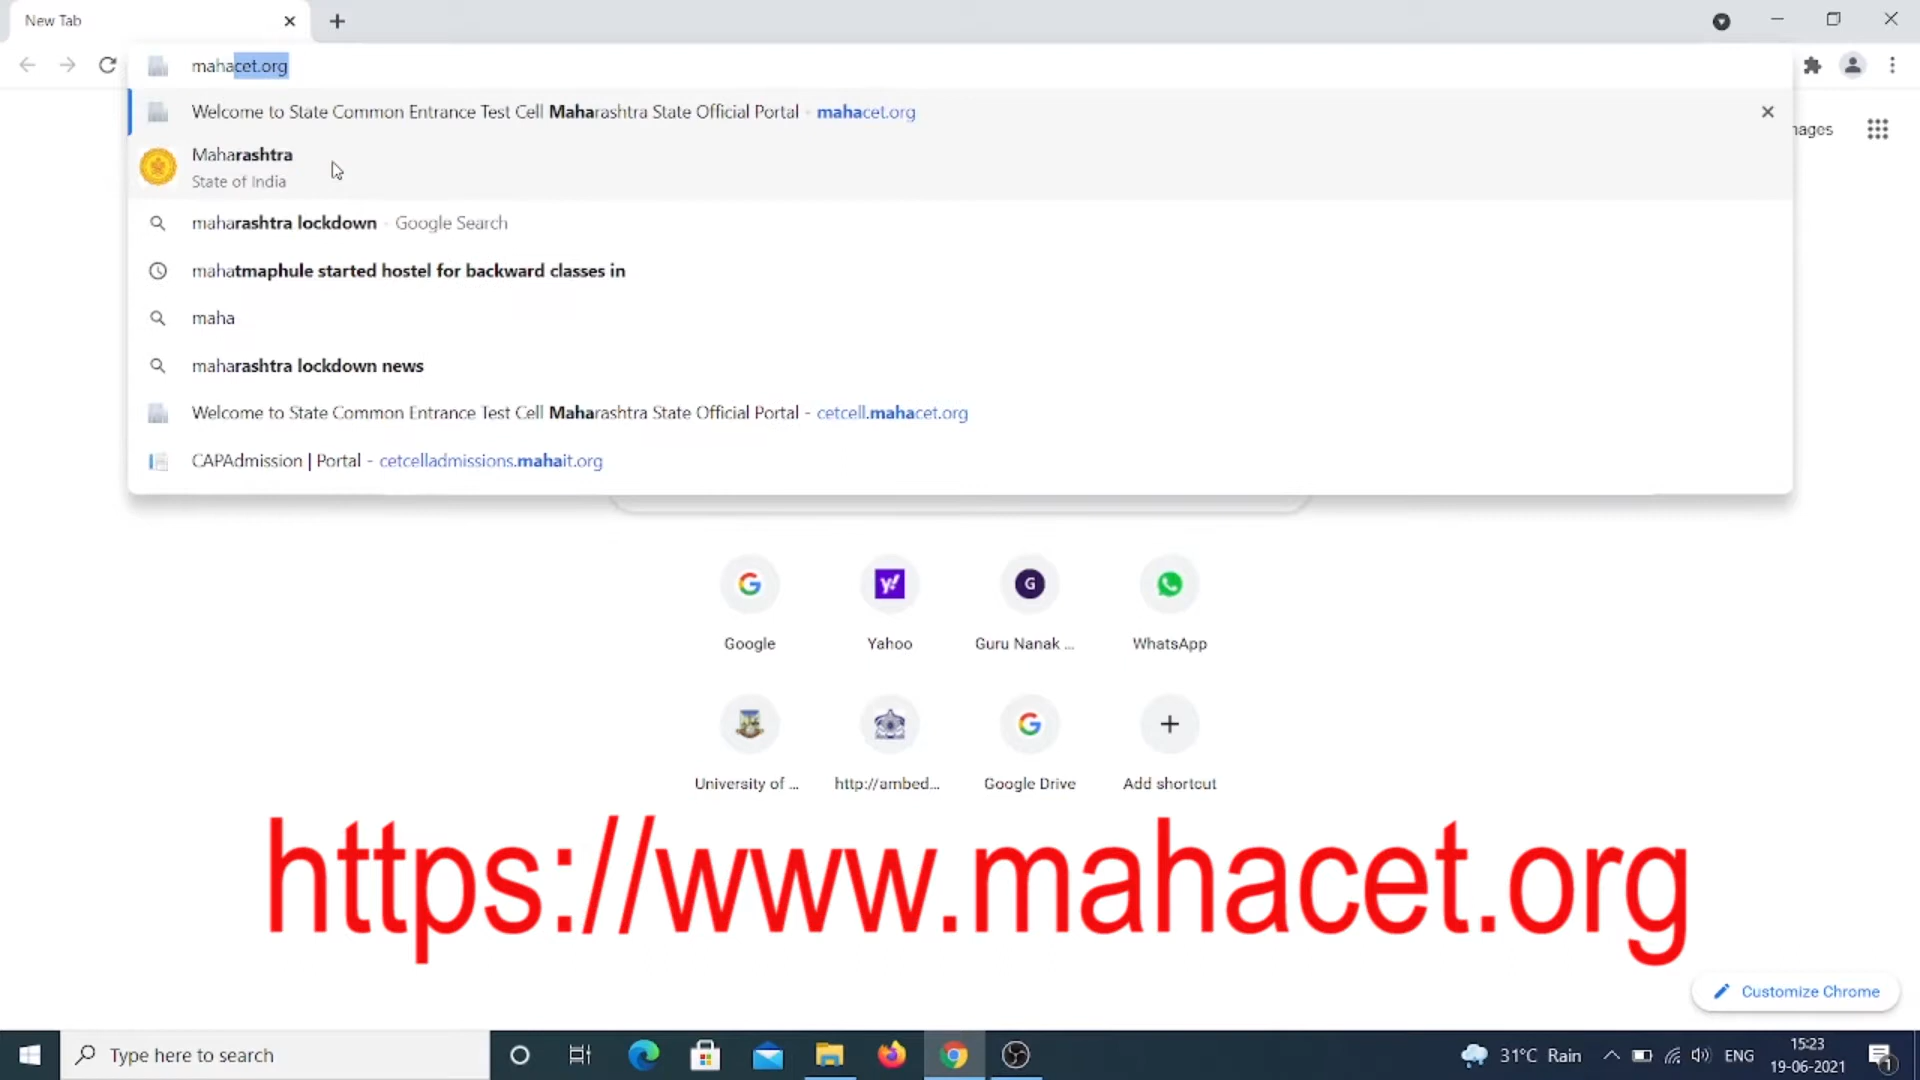 New Tab
mahacet.org
Welcome to State Common Entrance Test Cell Maharashtra State Official Portal - mahacet.org
Maharashtra
State of India
maharashtra lockdown - Google Search
mahatmaphule started hostel for backward classes in
maha
maharashtra lockdown news
Welcome to State Common Entrance Test Cell Maharashtra State Official Portal - cetcell.mahacet.org
CAPAdmission | Portal - cetcelladmissions.mahait.org
Google
Yahoo
Guru Nanak ...
WhatsApp
University of ...
http://ambed...
Google Drive
Add shortcut
https://www.mahacet.org
Customize Chrome
Type here to search
31°C Rain
ENG
15:23
19-06-2021
1